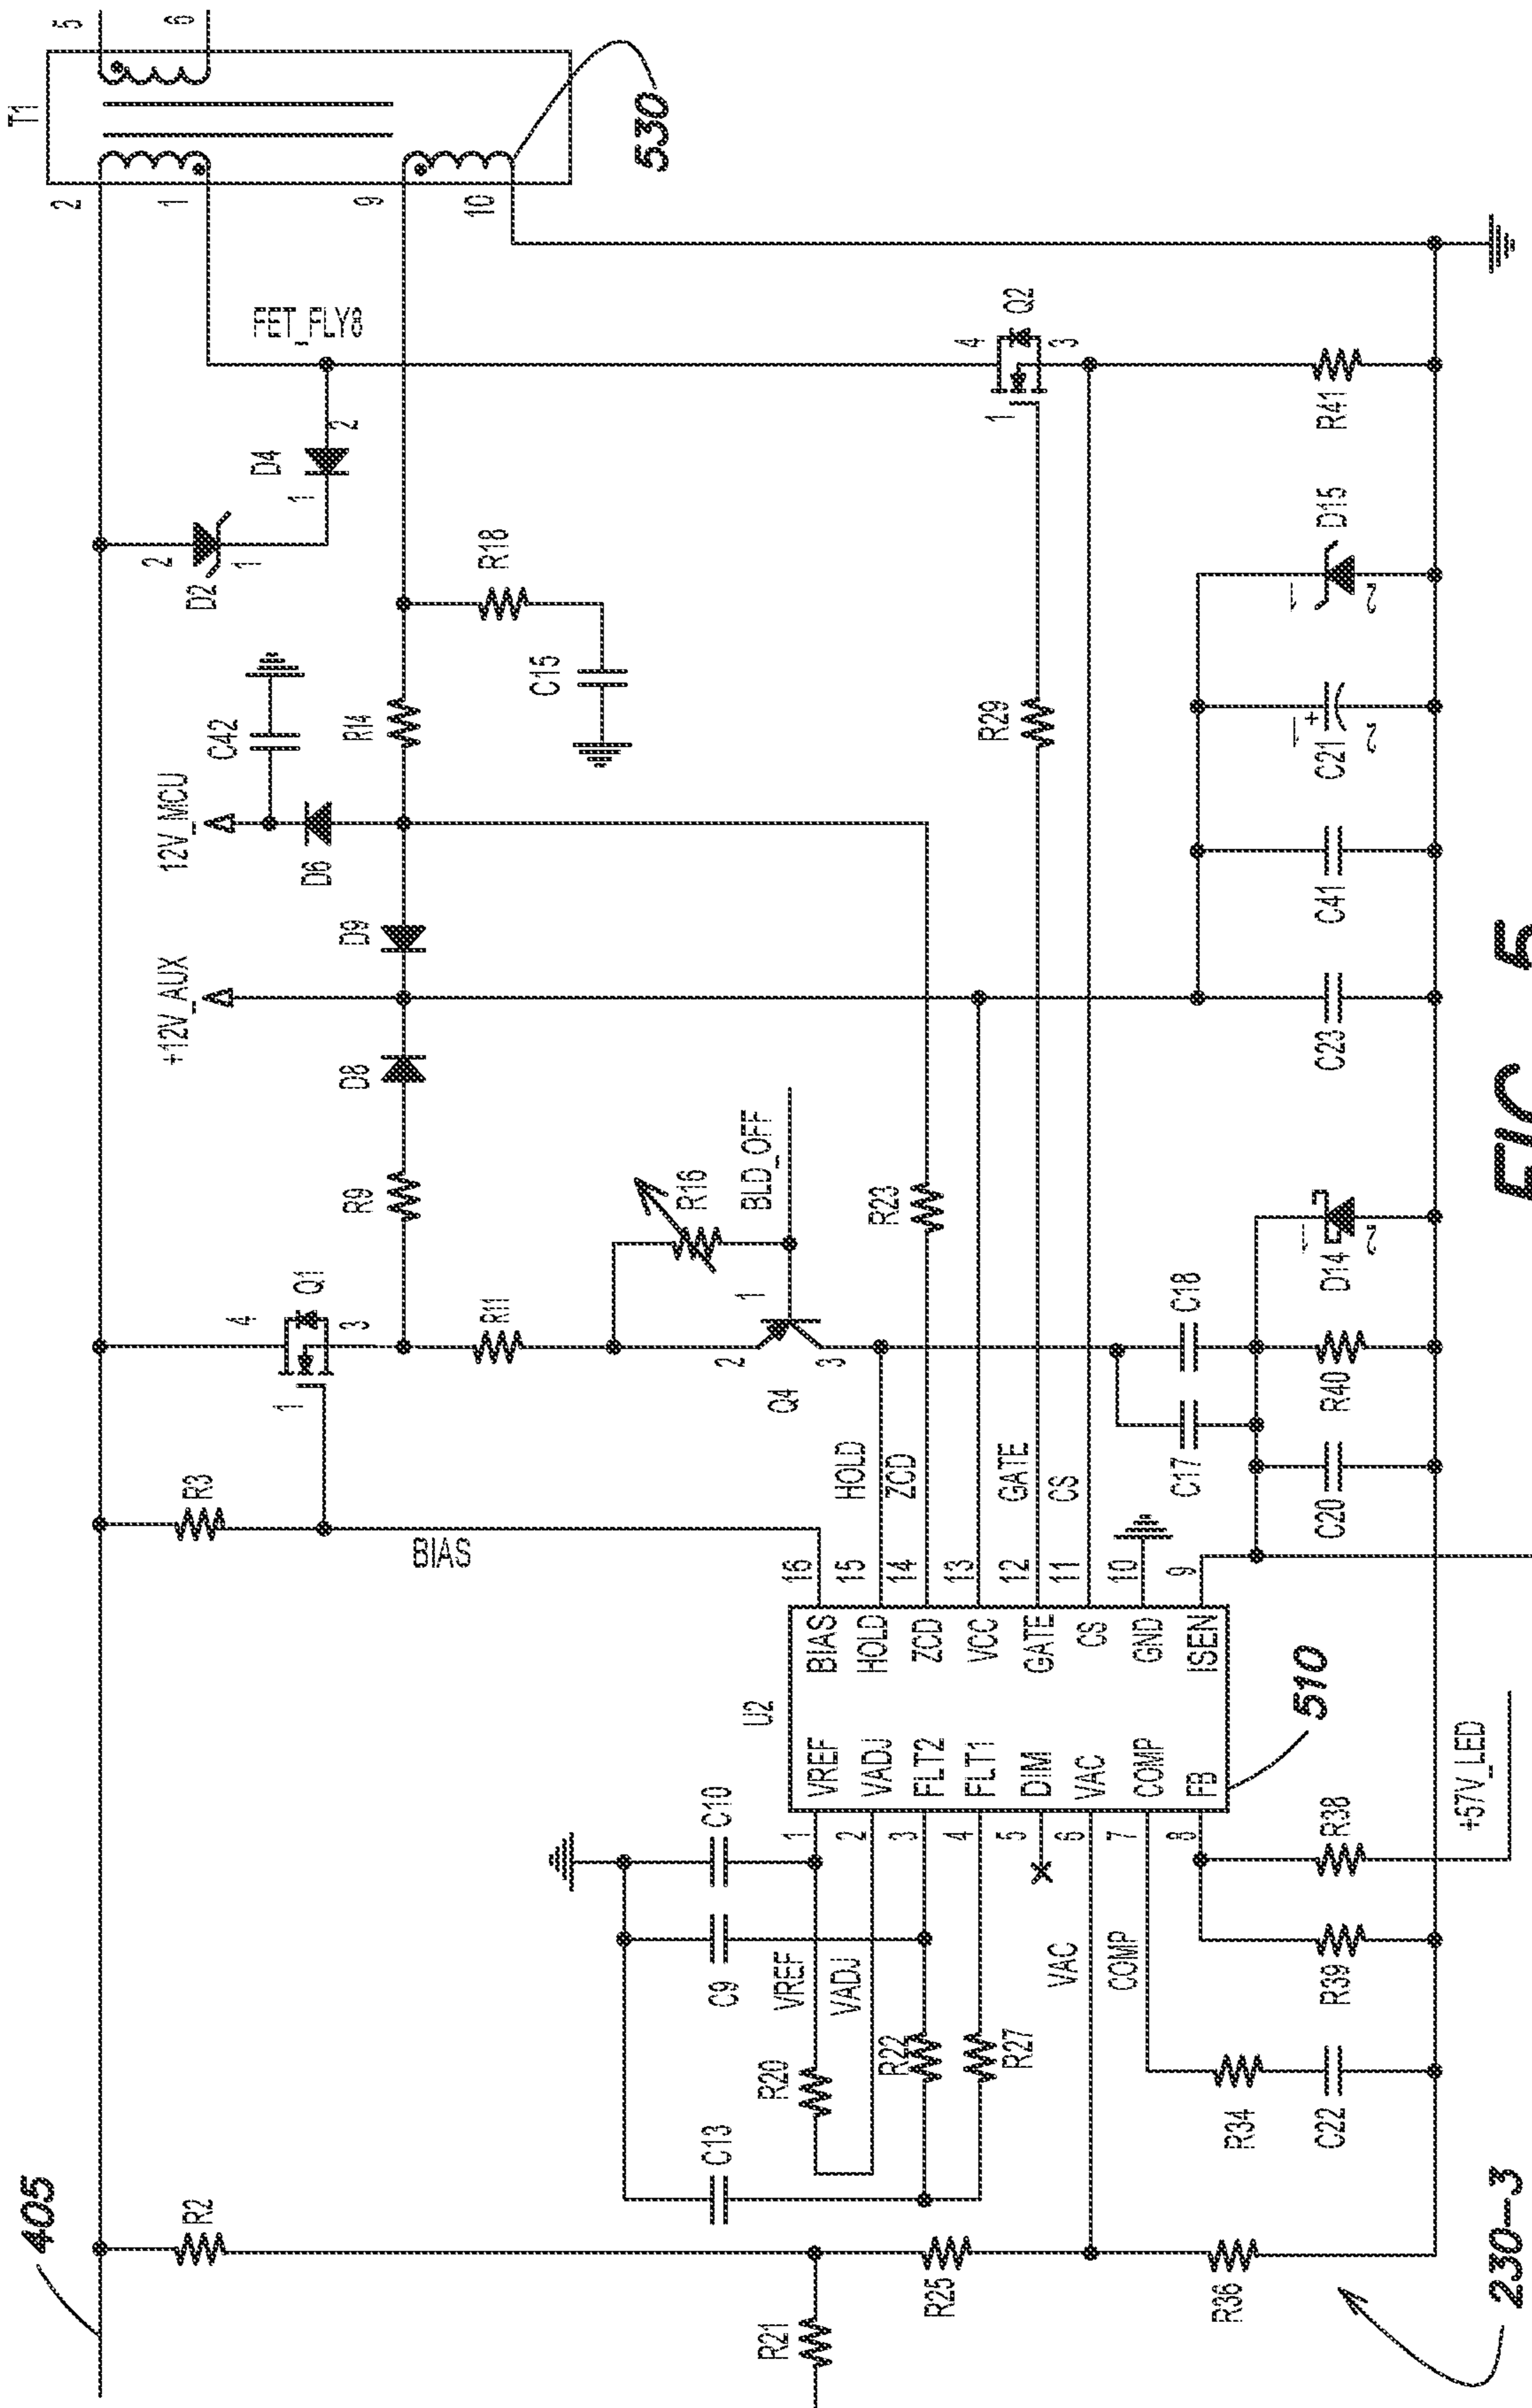 405
T1
5
6
2
1
9
10
530
FET_FLY8
D4
2
1
2
D2
1
R18
C15
C42
12V_MCU
R14
D6
D9
+12V_AUX
D8
R9
R16
BLD_OFF
R23
R29
4
Q2
1
3
R41
Q1
4
3
1
R3
R11
2
1
3
Q4
BIAS
HOLD
ZCD
GATE
CS
16
15
14
13
12
11
10
9
U2
VREF
VADJ
FLT2
FLT1
DIM
VAC
COMP
FB
BIAS
HOLD
ZCD
VCC
GATE
CS
GND
ISEN
510
1
2
3
4
5
6
7
8
C10
C9
C13
VREF
VADJ
R20
R22
R27
VAC
COMP
R2
R21
R25
R36
R34
C22
R39
R38
+57V_LED
C17
C18
C20
R40
D14
1
2
C23
C41
C21
+
1
2
D15
1
2
230-3